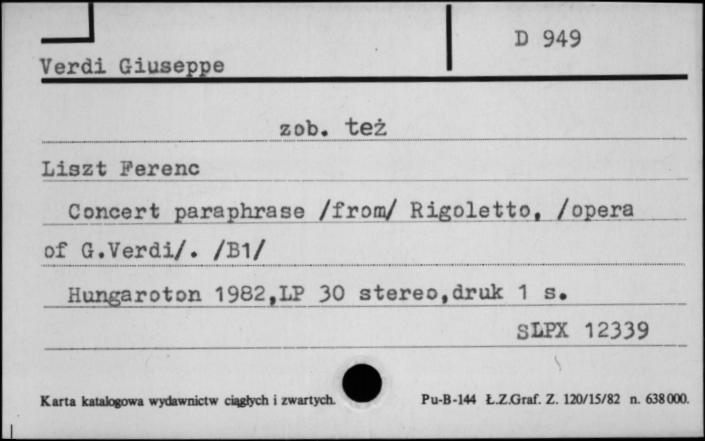 D 949
Verdi Giuseppe
zob. też
Liszt Ferenc
Concert paraphrase /from/ Rigoletto, /opera
of G.Verdi/. /B1/
Hungaroton 1982,LP 30 stereo,druk 1 s.
SLPX 12339
Karta katalogowa wydawnictw ciągłych i zwartych. Pu-B-144 Ł.Z.Graf. Z. 120/15/82 n. 638000.